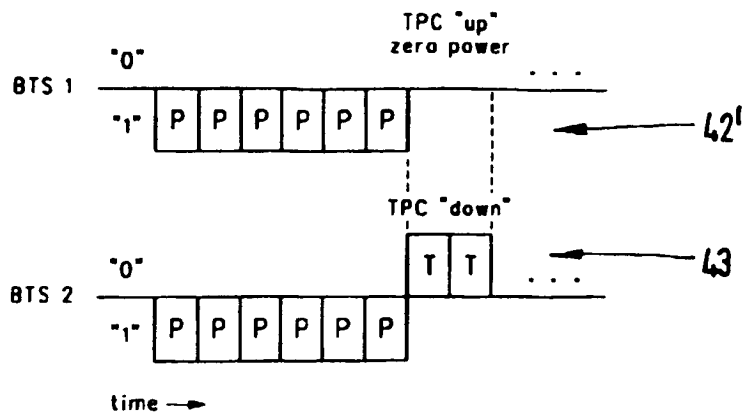 TPC "up"
zero power
"0"
BTS 1
"1" P P P P P P
42'
TPC "down"
"0" T T
43
BTS 2
"1" P P P P P P
time